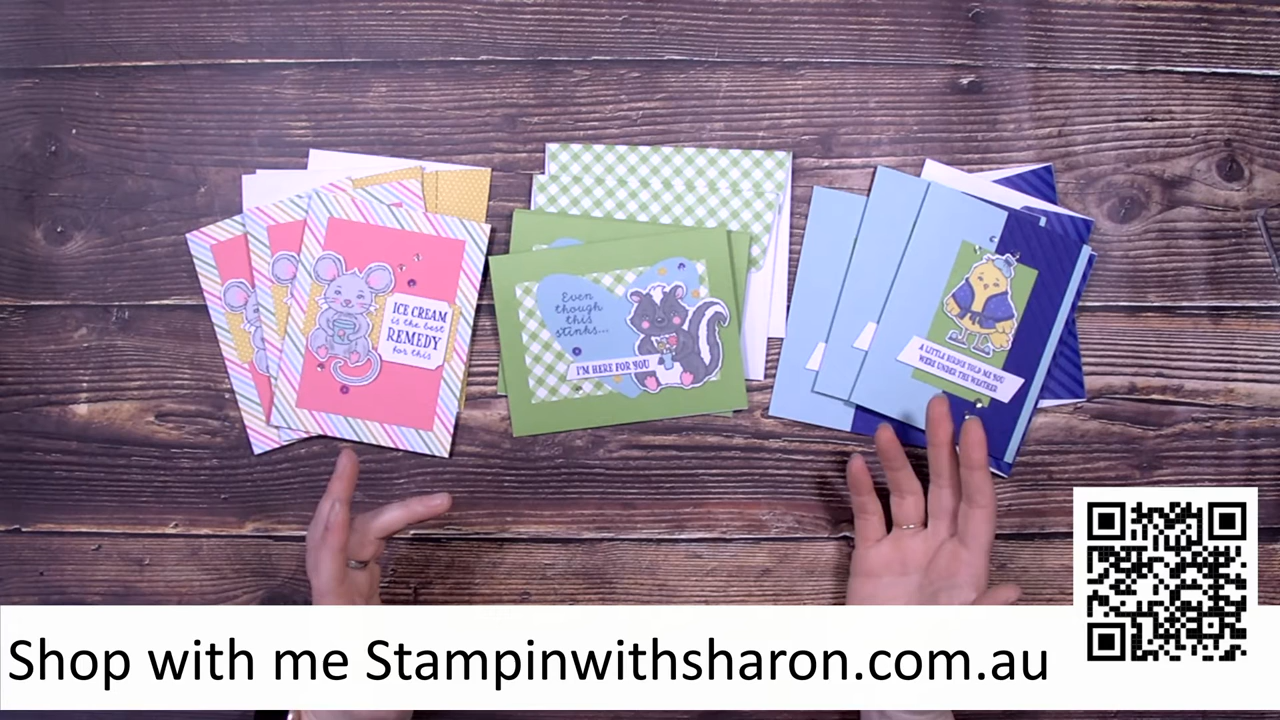 ICE CREAM
is the best
REMEDY
for this
Even
though
this
stinks...
I'M HERE FOR YOU
A LITTLE BIRDIE TOLD ME YOU
WERE UNDER THE WEATHER
Shop with me Stampinwithsharon.com.au